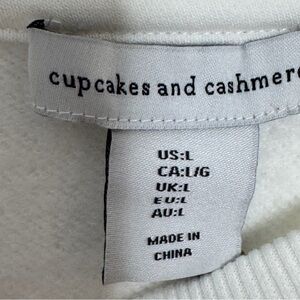 cupcakes and cashmere
US:L
CA:L/G
UK:L
EU:L
AU:L
MADE IN
CHINA